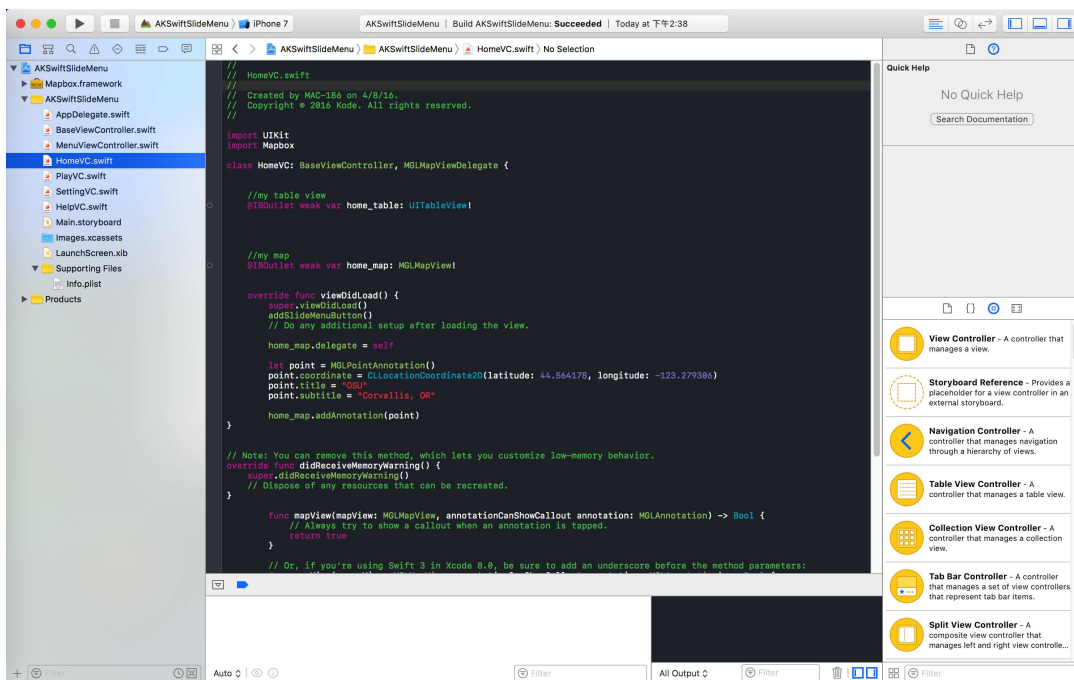 AKSwiftSlideMenu
iPhone 7
AKSwiftSlideMenu | Build AKSwiftSlideMenu: Succeeded | Today at 下午2:38
AKSwiftSlideMenu
AKSwiftSlideMenu
HomeVC.swift
No Selection
AKSwiftSlideMenu
Mapbox.framework
AKSwiftSlideMenu
AppDelegate.swift
BaseViewController.swift
MenuViewController.swift
HomeVC.swift
PlayVC.swift
SettingVC.swift
HelpVC.swift
Main.storyboard
Images.xcassets
LaunchScreen.xib
Supporting Files
Info.plist
Products
Filter
//
// HomeVC.swift
//
// Created by MAC-186 on 4/8/16.
// Copyright © 2016 Kode. All rights reserved.
//
import UIKit
import Mapbox
class HomeVC: BaseViewController, MGLMapViewDelegate {
//my table view
@IBOutlet weak var home_table: UITableView!
//my map
@IBOutlet weak var home_map: MGLMapView!
override func viewDidLoad() {
super.viewDidLoad()
addSlideMenuButton()
// Do any additional setup after loading the view.
home_map.delegate = self
let point = MGLPointAnnotation()
point.coordinate = CLLocationCoordinate2D(latitude: 44.564178, longitude: -123.279306)
point.title = "OSU"
point.subtitle = "Corvallis, OR"
home_map.addAnnotation(point)
}
// Note: You can remove this method, which lets you customize low-memory behavior.
override func didReceiveMemoryWarning() {
super.didReceiveMemoryWarning()
// Dispose of any resources that can be recreated.
}
func mapView(mapView: MGLMapView, annotationCanShowCallout annotation: MGLAnnotation) -> Bool {
// Always try to show a callout when an annotation is tapped.
return true
}
// Or, if you're using Swift 3 in Xcode 8.0, be sure to add an underscore before the method parameters:
Auto
Filter
All Output
Filter
Quick Help
No Quick Help
Search Documentation
View Controller - A controller that
manages a view.
Storyboard Reference - Provides a
placeholder for a view controller in an
external storyboard.
Navigation Controller - A
controller that manages navigation
through a hierarchy of views.
Table View Controller - A
controller that manages a table view.
Collection View Controller - A
controller that manages a collection
view.
Tab Bar Controller - A controller
that manages a set of view controllers
that represent tab bar items.
Split View Controller - A
composite view controller that
manages left and right view controlle...
Filter